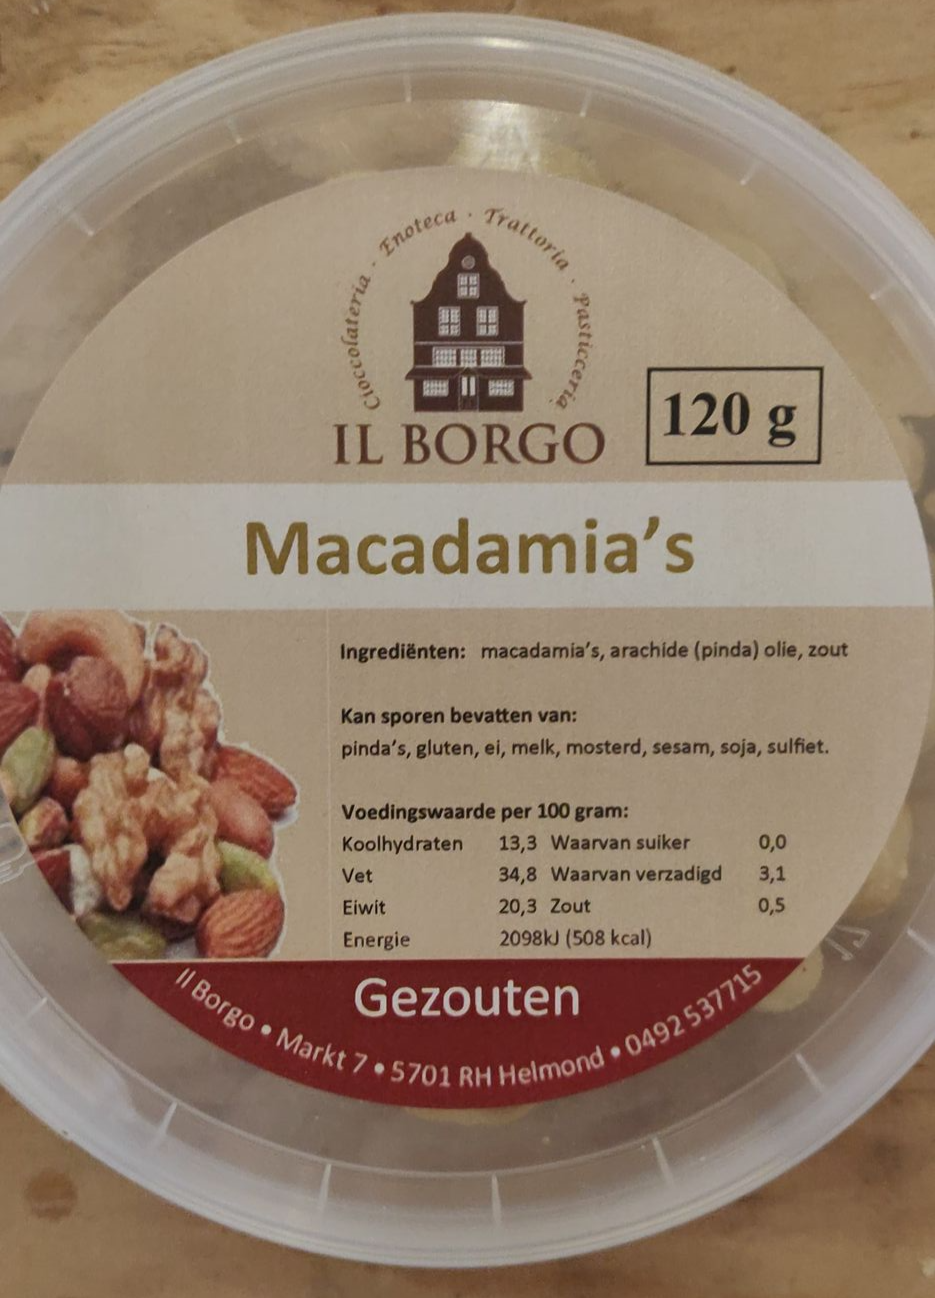 Cioccolateria · Enoteca · Trattoria · Pasticceria
IL BORGO
120 g
Macadamia's
Ingrediënten: macadamia's, arachide (pinda) olie, zout
Kan sporen bevatten van:
pinda's, gluten, ei, melk, mosterd, sesam, soja, sulfiet.
Voedingswaarde per 100 gram:
Koolhydraten 13,3 Waarvan suiker 0,0
Vet 34,8 Waarvan verzadigd 3,1
Eiwit 20,3 Zout 0,5
Energie 2098kJ (508 kcal)
Gezouten
Il Borgo • Markt 7 • 5701 RH Helmond • 0492 537715